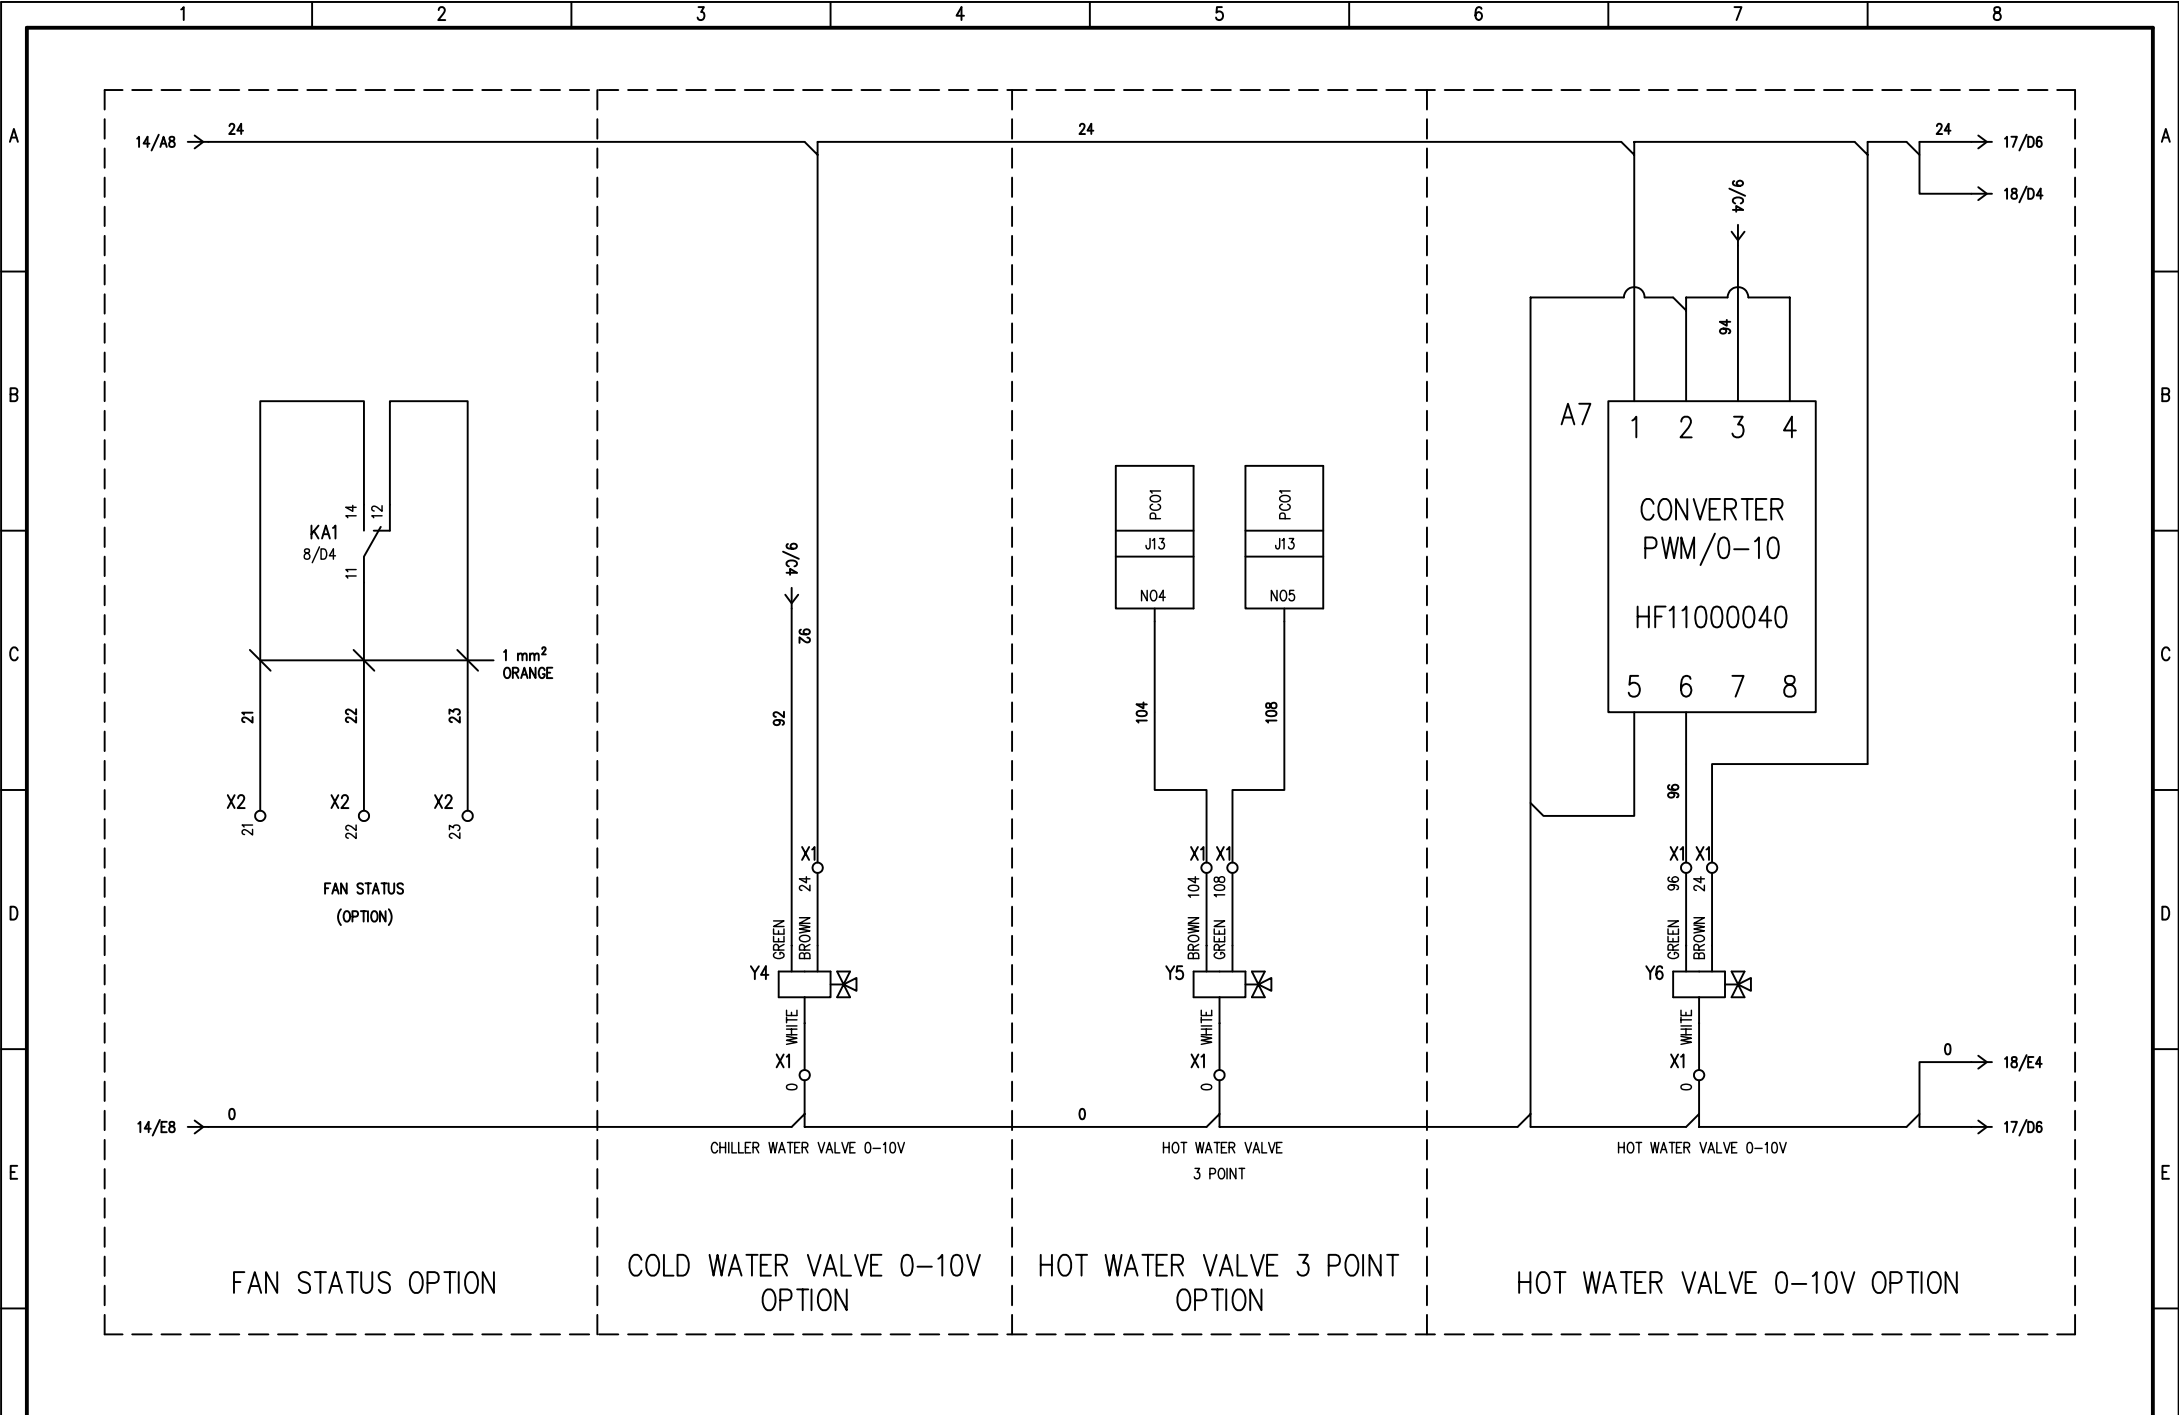 1 2 3 4 5 6 7 8
A
A
B
B
C
C
D
D
E
E
14/A8
24
24
24
17/D6
18/D4
KA1
8/D4
14
12
11
1 mm²
ORANGE
21
22
23
X2
X2
X2
21
22
23
FAN STATUS
(OPTION)
FAN STATUS OPTION
9/C4
92
92
X1
24
GREEN
BROWN
Y4
WHITE
X1
0
CHILLER WATER VALVE 0-10V
COLD WATER VALVE 0-10V
OPTION
PCO1
J13
NO4
PCO1
J13
NO5
104
108
X1
X1
104
108
BROWN
GREEN
Y5
WHITE
X1
0
HOT WATER VALVE
3 POINT
HOT WATER VALVE 3 POINT
OPTION
9/C4
94
A7
1 2 3 4
CONVERTER
PWM/0-10
HF11000040
5 6 7 8
96
X1
X1
96
24
GREEN
BROWN
Y6
WHITE
X1
0
HOT WATER VALVE 0-10V
HOT WATER VALVE 0-10V OPTION
14/E8
0
0
0
18/E4
17/D6